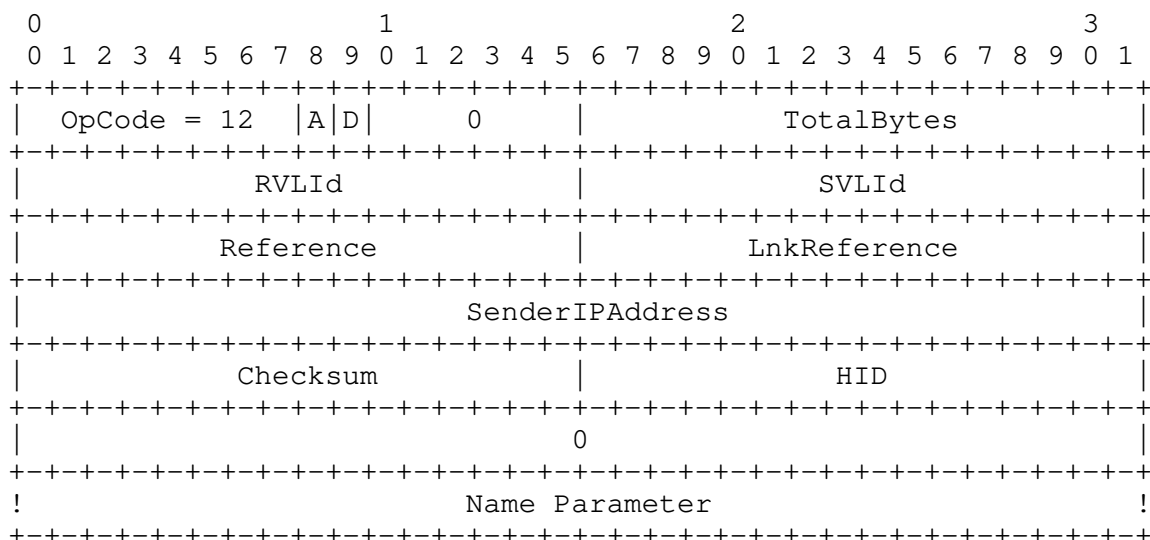 0                   1                   2                   3
 0 1 2 3 4 5 6 7 8 9 0 1 2 3 4 5 6 7 8 9 0 1 2 3 4 5 6 7 8 9 0 1
+-+-+-+-+-+-+-+-+-+-+-+-+-+-+-+-+-+-+-+-+-+-+-+-+-+-+-+-+-+-+-+-+
|  OpCode = 12  |A|D|     0     |           TotalBytes          |
+-+-+-+-+-+-+-+-+-+-+-+-+-+-+-+-+-+-+-+-+-+-+-+-+-+-+-+-+-+-+-+-+
|             RVLId             |             SVLId             |
+-+-+-+-+-+-+-+-+-+-+-+-+-+-+-+-+-+-+-+-+-+-+-+-+-+-+-+-+-+-+-+-+
|           Reference           |         LnkReference          |
+-+-+-+-+-+-+-+-+-+-+-+-+-+-+-+-+-+-+-+-+-+-+-+-+-+-+-+-+-+-+-+-+
|                         SenderIPAddress                       |
+-+-+-+-+-+-+-+-+-+-+-+-+-+-+-+-+-+-+-+-+-+-+-+-+-+-+-+-+-+-+-+-+
|            Checksum           |              HID              |
+-+-+-+-+-+-+-+-+-+-+-+-+-+-+-+-+-+-+-+-+-+-+-+-+-+-+-+-+-+-+-+-+
|                               0                               |
+-+-+-+-+-+-+-+-+-+-+-+-+-+-+-+-+-+-+-+-+-+-+-+-+-+-+-+-+-+-+-+-+
!                         Name Parameter                        !
+-+-+-+-+-+-+-+-+-+-+-+-+-+-+-+-+-+-+-+-+-+-+-+-+-+-+-+-+-+-+-+-+